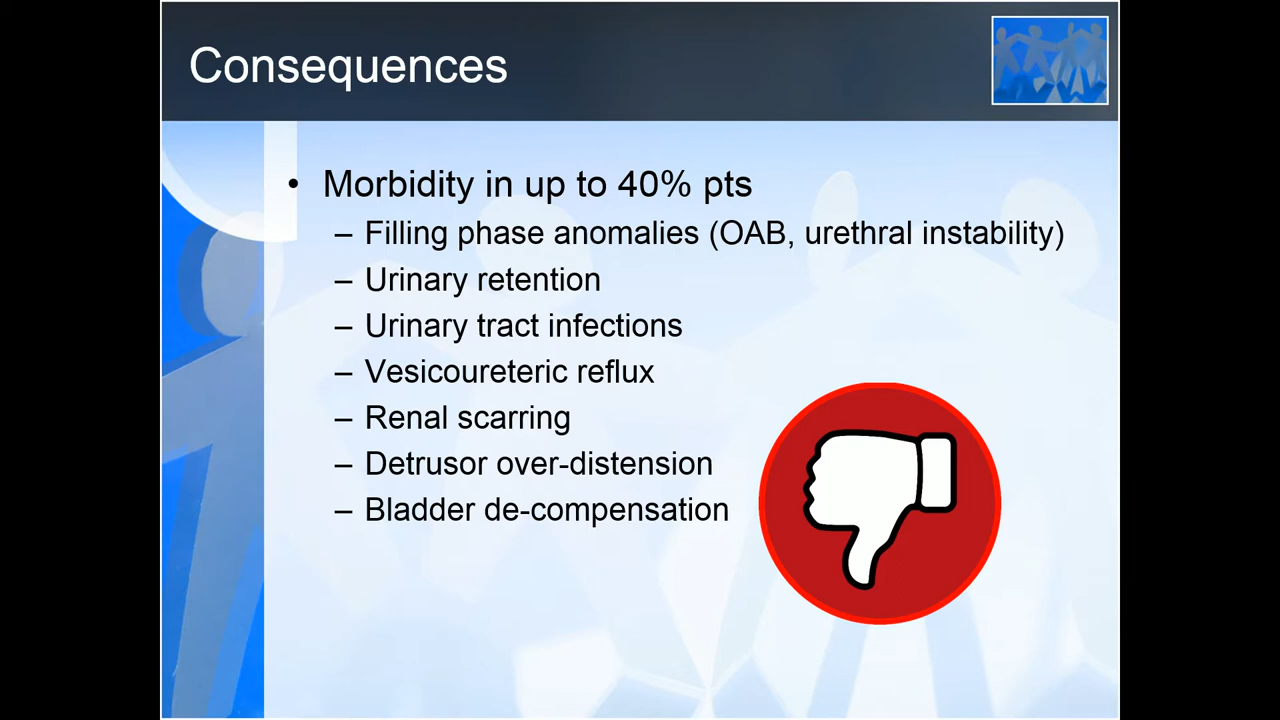 Consequences
• Morbidity in up to 40% pts
– Filling phase anomalies (OAB, urethral instability)
– Urinary retention
– Urinary tract infections
– Vesicoureteric reflux
– Renal scarring
– Detrusor over-distension
– Bladder de-compensation